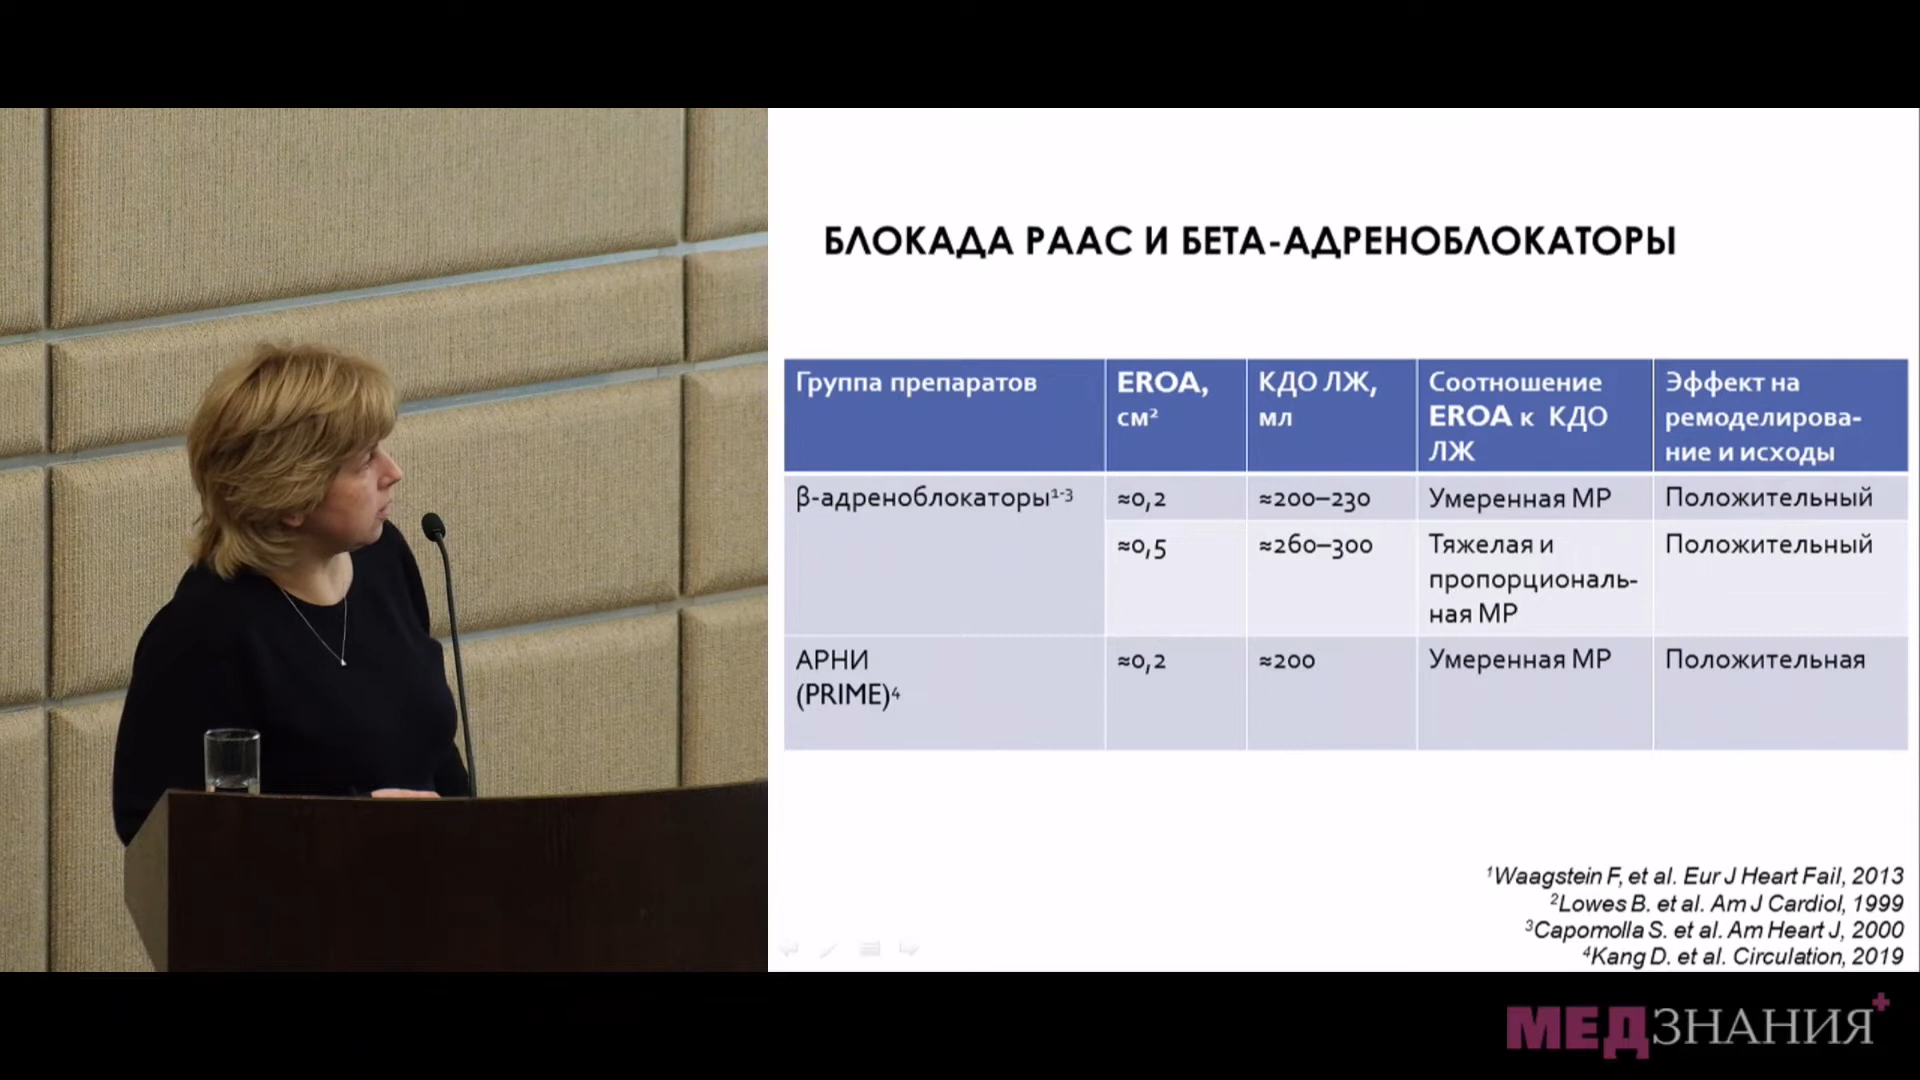 БЛОКАДА РААС И БЕТА-АДРЕНОБЛОКАТОРЫ
Группа препаратов
EROA,
см²
КДО ЛЖ,
мл
Соотношение
EROA к КДО
ЛЖ
Эффект на
ремоделирова-
ние и исходы
β-адреноблокаторы¹⁻³
≈0,2
≈200–230
Умеренная МР
Положительный
≈0,5
≈260–300
Тяжелая и
пропорциональ-
ная МР
Положительный
АРНИ
(PRIME)⁴
≈0,2
≈200
Умеренная МР
Положительная
¹Waagstein F, et al. Eur J Heart Fail, 2013
²Lowes B. et al. Am J Cardiol, 1999
³Capomolla S. et al. Am Heart J, 2000
⁴Kang D. et al. Circulation, 2019
МЕДЗНАНИЯ+